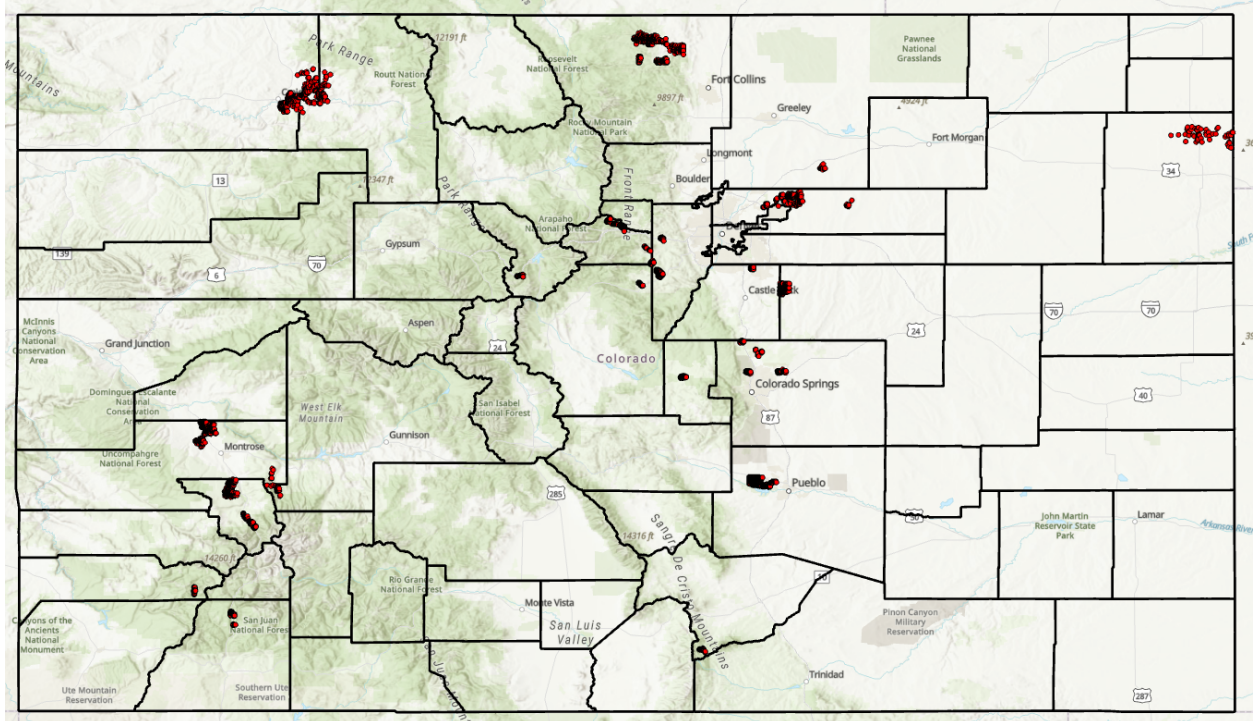 Park Range
12191 ft
Routt National
Forest
Roosevelt
National Forest
Pawnee
National
Grasslands
Mountains
Fort Collins
9897 ft
4924 ft
Greeley
Rocky Mountain
National Park
Fort Morgan
Longmont
34
Boulder
13
12347 ft
Front Range
Park Range
Arapaho
National Forest
Gypsum
139
70
6
Castle Rock
McInnis
Canyons
National
Conservation
Area
Aspen
Grand Junction
24
Colorado
24
70
70
Dominguez-Escalante
National
Conservation
Area
West Elk
Mountain
San Isabel
National Forest
Colorado Springs
40
87
Gunnison
Montrose
Uncompahgre
National Forest
285
Pueblo
50
John Martin
Reservoir State
Park
Lamar
Arkansas River
14316 ft
Sangre De Cristo Mountains
14260 ft
Rio Grande
National Forest
10
Monte Vista
San Luis
Valley
Pinon Canyon
Military
Reservation
Canyons of the
Ancients
National
Monument
San Juan
National Forest
Trinidad
Ute Mountain
Reservation
Southern Ute
Reservation
287